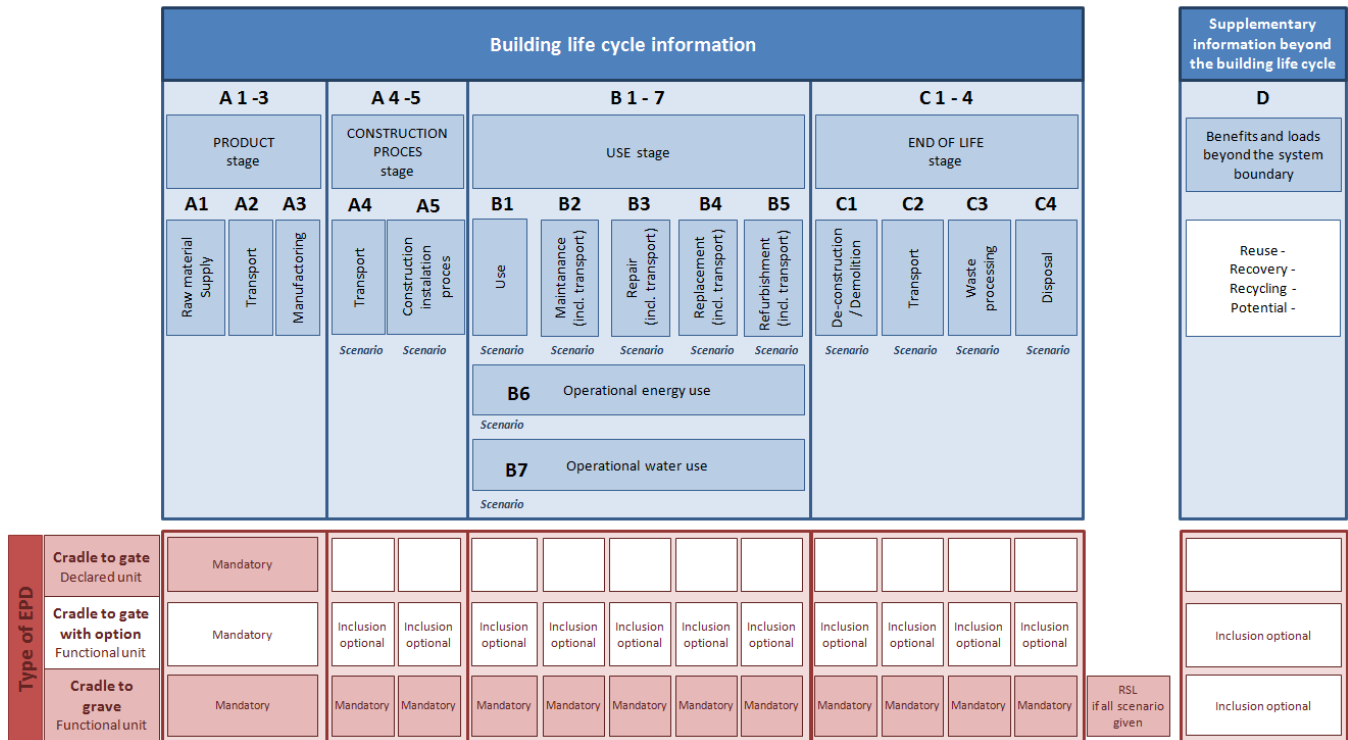 Building life cycle information
Supplementary
information beyond
the building life cycle
A 1 -3
A 4 -5
B 1 - 7
C 1 - 4
D
PRODUCT
stage
CONSTRUCTION
PROCES
stage
USE stage
END OF LIFE
stage
Benefits and loads
beyond the system
boundary
A1
A2
A3
A4
A5
B1
B2
B3
B4
B5
C1
C2
C3
C4
Raw material
Supply
Transport
Manufactoring
Transport
Construction
instalation
proces
Use
Maintanance
(incl. transport)
Repair
(incl. transport)
Replacement
(incl. transport)
Refurbishment
(incl. transport)
De-construction
/Demolition
Transport
Waste
processing
Disposal
Reuse -
Recovery -
Recycling -
Potential -
Scenario
Scenario
Scenario
Scenario
Scenario
Scenario
Scenario
Scenario
Scenario
Scenario
Scenario
B6
Operational energy use
Scenario
B7
Operational water use
Scenario
Type of EPD
Cradle to gate
Declared unit
Mandatory
Cradle to gate
with option
Functional unit
Mandatory
Inclusion
optional
Inclusion
optional
Inclusion
optional
Inclusion
optional
Inclusion
optional
Inclusion
optional
Inclusion
optional
Inclusion
optional
Inclusion
optional
Inclusion
optional
Inclusion
optional
Inclusion optional
Cradle to
grave
Functional unit
Mandatory
Mandatory
Mandatory
Mandatory
Mandatory
Mandatory
Mandatory
Mandatory
Mandatory
Mandatory
Mandatory
Mandatory
RSL
if all scenario
given
Inclusion optional